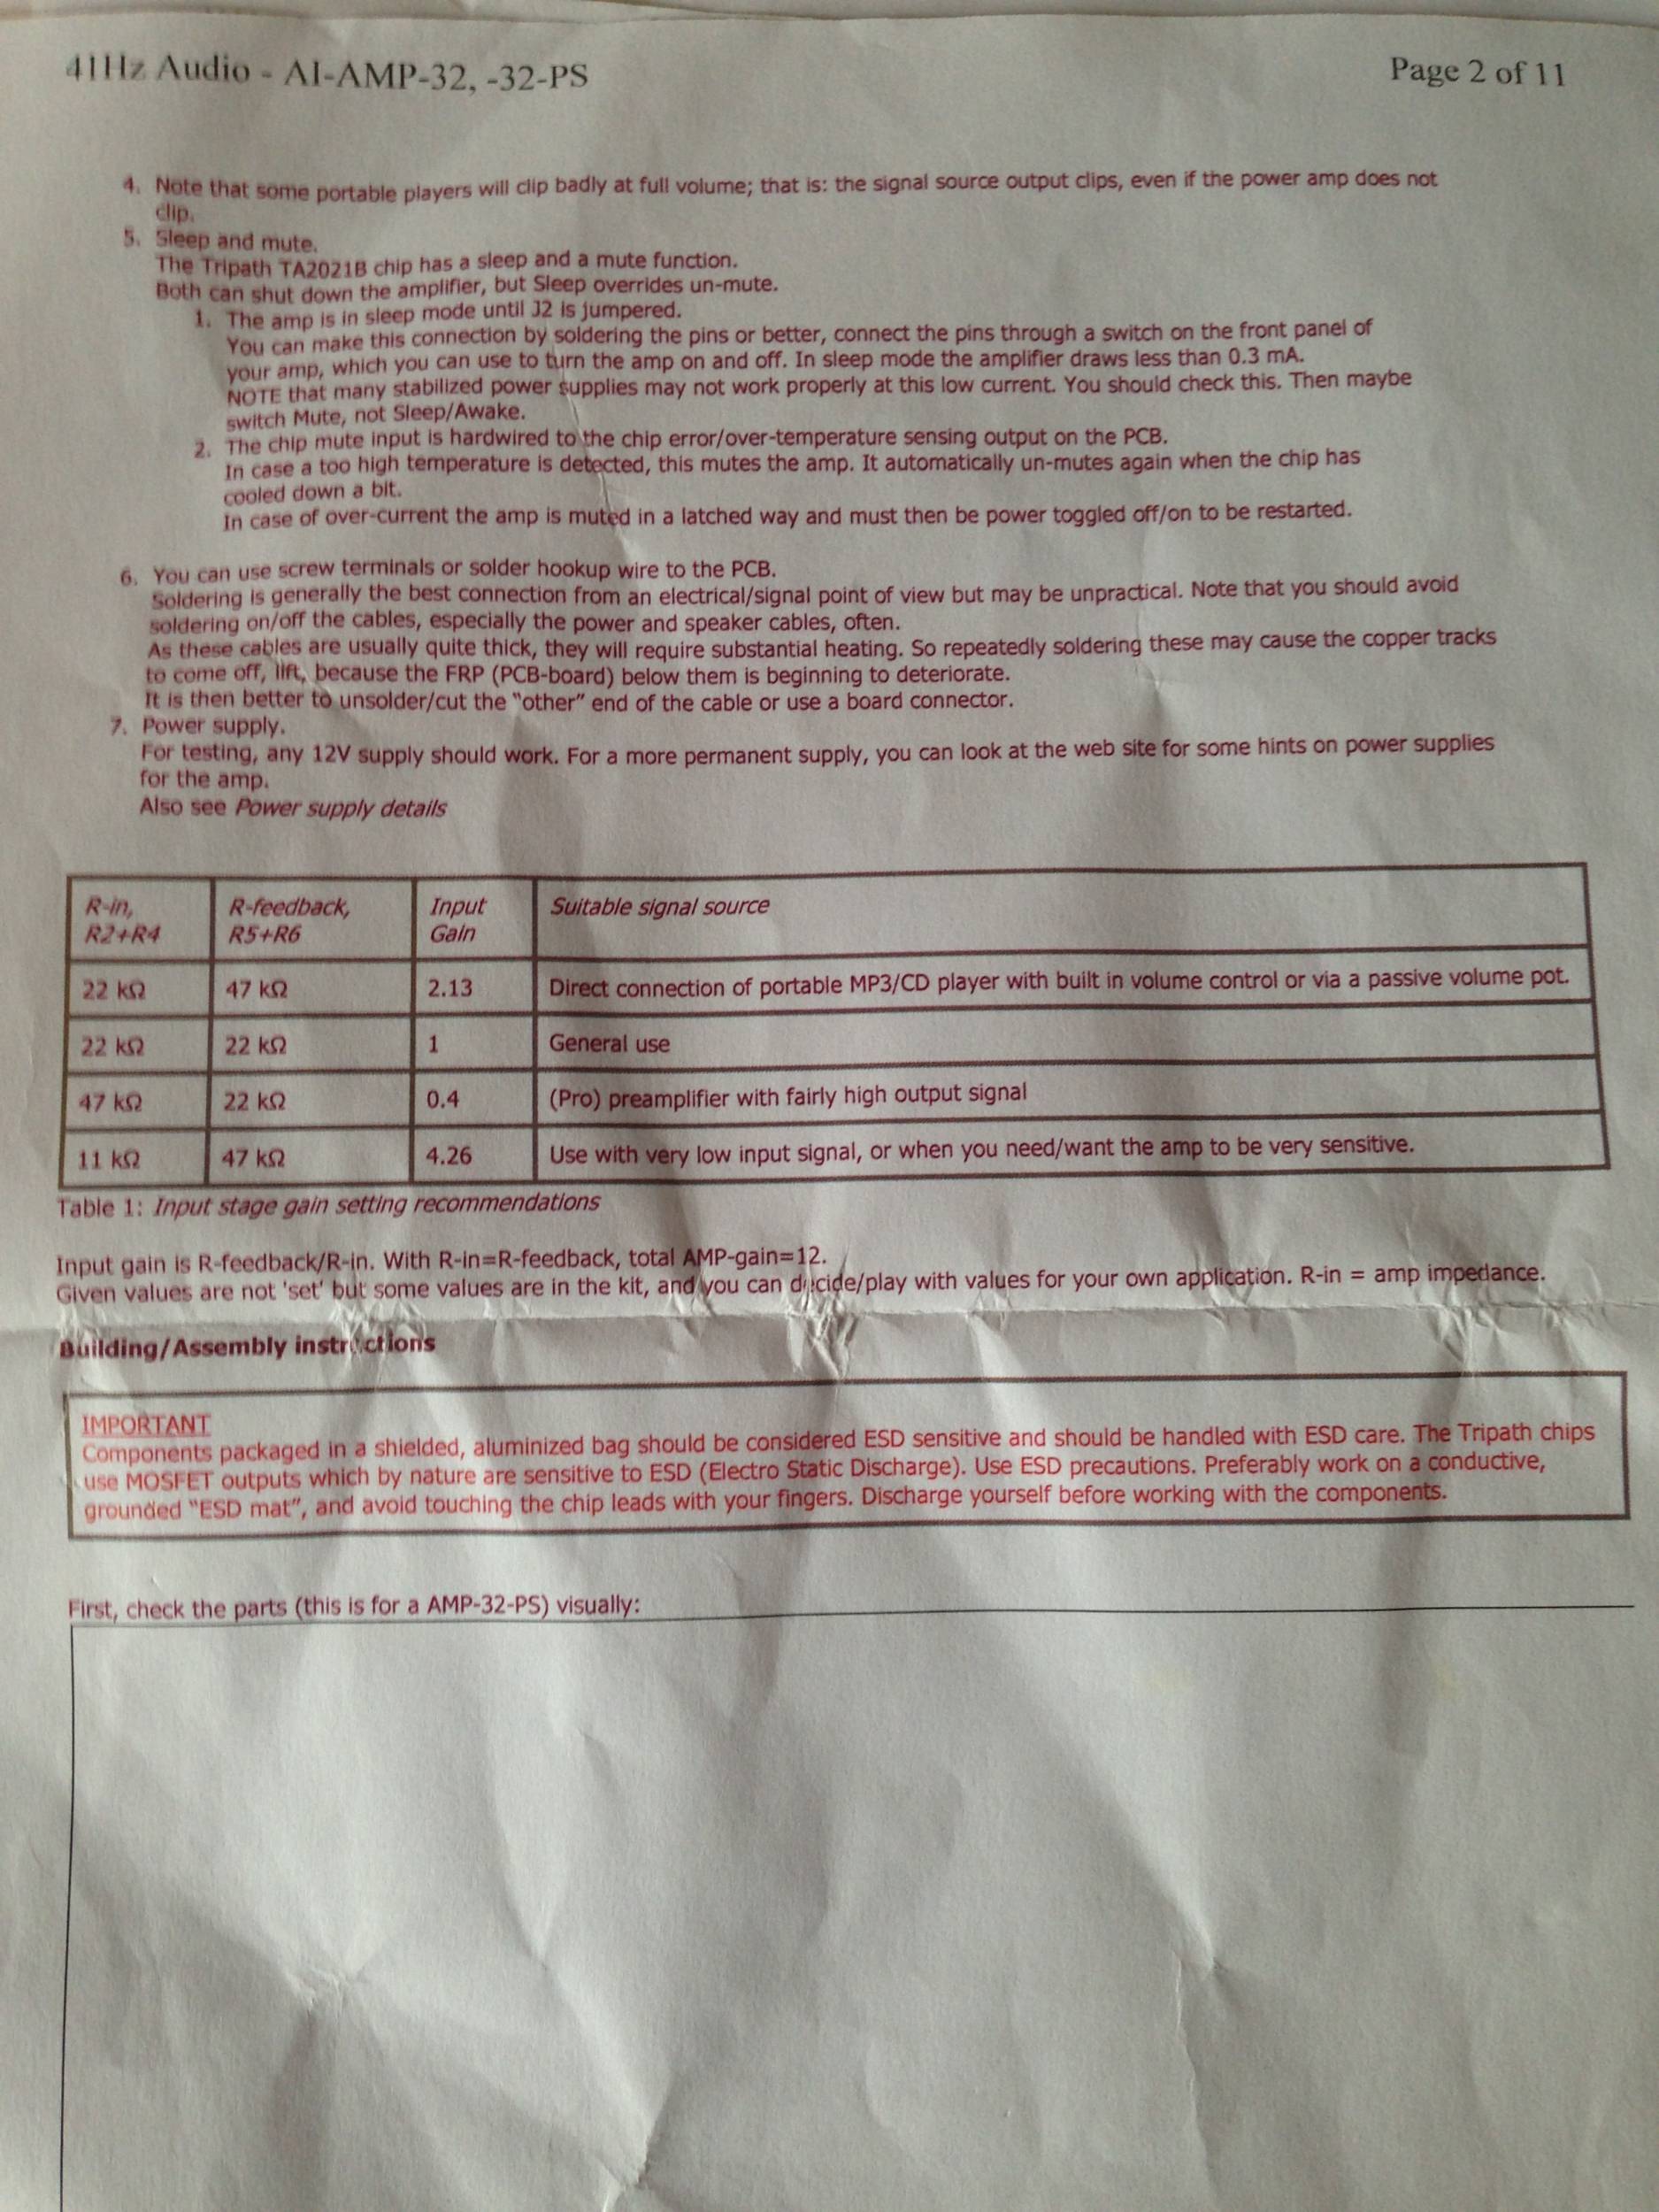 41Hz Audio - AI-AMP-32, -32-PS
Page 2 of 11
4. Note that some portable players will clip badly at full volume; that is: the signal source output clips, even if the power amp does not
clip.
5. Sleep and mute.
The Tripath TA2021B chip has a sleep and a mute function.
Both can shut down the amplifier, but Sleep overrides un-mute.
1. The amp is in sleep mode until J2 is jumpered.
You can make this connection by soldering the pins or better, connect the pins through a switch on the front panel of
your amp, which you can use to turn the amp on and off. In sleep mode the amplifier draws less than 0.3 mA.
NOTE that many stabilized power supplies may not work properly at this low current. You should check this. Then maybe
switch Mute, not Sleep/Awake.
2. The chip mute input is hardwired to the chip error/over-temperature sensing output on the PCB.
In case a too high temperature is detected, this mutes the amp. It automatically un-mutes again when the chip has
cooled down a bit.
In case of over-current the amp is muted in a latched way and must then be power toggled off/on to be restarted.
6. You can use screw terminals or solder hookup wire to the PCB.
Soldering is generally the best connection from an electrical/signal point of view but may be unpractical. Note that you should avoid
soldering on/off the cables, especially the power and speaker cables, often.
As these cables are usually quite thick, they will require substantial heating. So repeatedly soldering these may cause the copper tracks
to come off, lift, because the FRP (PCB-board) below them is beginning to deteriorate.
It is then better to unsolder/cut the "other" end of the cable or use a board connector.
7. Power supply.
For testing, any 12V supply should work. For a more permanent supply, you can look at the web site for some hints on power supplies
for the amp.
Also see Power supply details
R-in, R2+R4 R-feedback, R5+R6 Input Gain Suitable signal source
22 kΩ 47 kΩ 2.13 Direct connection of portable MP3/CD player with built in volume control or via a passive volume pot.
22 kΩ 22 kΩ 1 General use
47 kΩ 22 kΩ 0.4 (Pro) preamplifier with fairly high output signal
11 kΩ 47 kΩ 4.26 Use with very low input signal, or when you need/want the amp to be very sensitive.
Table 1: Input stage gain setting recommendations
Input gain is R-feedback/R-in. With R-in=R-feedback, total AMP-gain=12.
Given values are not 'set' but some values are in the kit, and you can decide/play with values for your own application. R-in = amp impedance.
Building/Assembly instructions
IMPORTANT
Components packaged in a shielded, aluminized bag should be considered ESD sensitive and should be handled with ESD care. The Tripath chips
use MOSFET outputs which by nature are sensitive to ESD (Electro Static Discharge). Use ESD precautions. Preferably work on a conductive,
grounded "ESD mat", and avoid touching the chip leads with your fingers. Discharge yourself before working with the components.
First, check the parts (this is for a AMP-32-PS) visually: